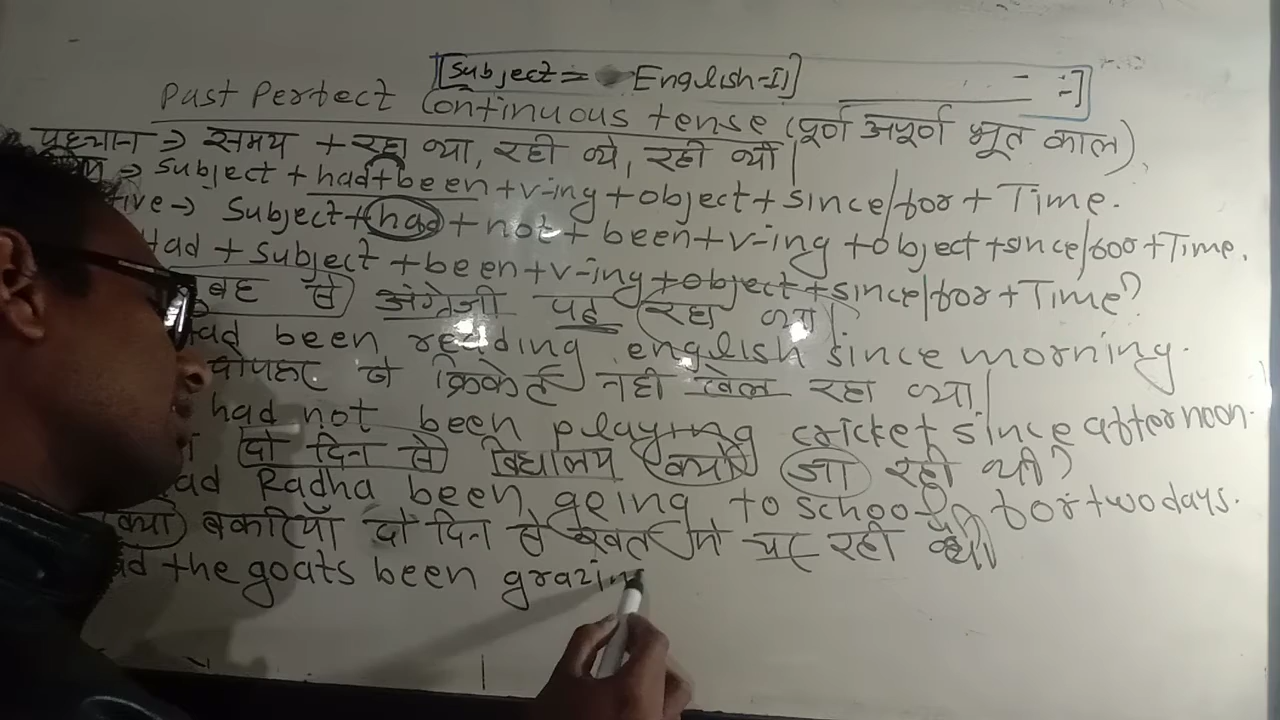 [Subject = English-II]
Past Perfect Continuous tense (पूर्ण अपूर्ण भूत काल)
पहचान ⇒ समय + रहा था, रही थे, रही थी।
⇒ Subject + had + been + v-ing + object + since/for + Time.
tive → Subject + had + not + been + v-ing + object + since/for + Time.
Had + Subject + been + v-ing + object + since/for + Time?
बह से अंग्रेजी पढ़ रहा था।
had been reading english since morning.
दोपहर से क्रिकेट नही खेल रहा था।
had not been playing cricket since afternoon.
दो दिन से विद्यालय क्यों जा रही थी?
ad Radha been going to school for two days.
क्या बकरियाँ दो दिन से खेत मे चर रही थी।
ad the goats been grazin